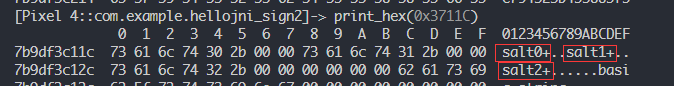 [Pixel 4::com.example.hellojni_sign2]-> print_hex(0x3711C)
0 1 2 3 4 5 6 7 8 9 A B C D E F 0123456789ABCDEF
7b9df3c11c 73 61 6c 74 30 2b 00 00 73 61 6c 74 31 2b 00 00 salt0+..salt1+..
7b9df3c12c 73 61 6c 74 32 2b 00 00 00 00 00 00 62 61 73 69 salt2+......basi